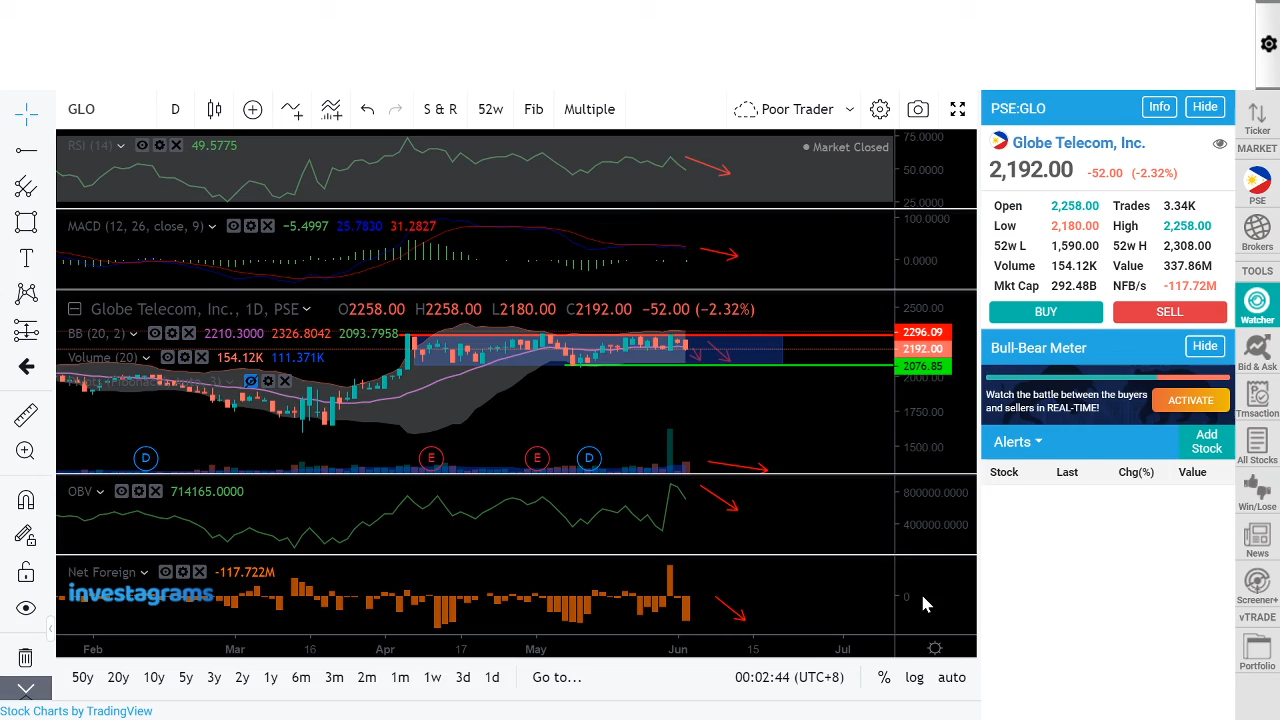 GLO D S & R 52w Fib Multiple Poor Trader
RSI (14) 49.5775
Market Closed
75.0000
50.0000
25.0000
MACD (12, 26, close, 9) −5.4997 25.7830 31.2827
100.0000
0.0000
Globe Telecom, Inc., 1D, PSE O2258.00 H2258.00 L2180.00 C2192.00 −52.00 (−2.32%)
BB (20, 2) 2210.3000 2326.8042 2093.7958
Volume (20) 154.12K 111.371K
2500.00
2296.09
2192.00
2076.85
2000.00
1750.00
1500.00
D E E D
OBV 714165.0000
800000.0000
400000.0000
Net Foreign -117.722M
investagrams
0
Feb Mar 16 Apr 17 May Jun 15 Jul
50y 20y 10y 5y 3y 2y 1y 6m 3m 2m 1m 1w 3d 1d Go to... 00:02:44 (UTC+8) % log auto
Stock Charts by TradingView
PSE:GLO Info Hide
Globe Telecom, Inc.
2,192.00 -52.00 (-2.32%)
Open 2,258.00 Trades 3.34K
Low 2,180.00 High 2,258.00
52w L 1,590.00 52w H 2,308.00
Volume 154.12K Value 337.86M
Mkt Cap 292.48B NFB/s -117.72M
BUY SELL
Bull-Bear Meter Hide
Watch the battle between the buyers
and sellers in REAL-TIME!
ACTIVATE
Alerts Add
Stock
Stock Last Chg(%) Value
Ticker
MARKET
PSE
Brokers
TOOLS
Watcher
Bid & Ask
Trnsaction
All Stocks
Win/Lose
News
Screener+
vTRADE
Portfolio